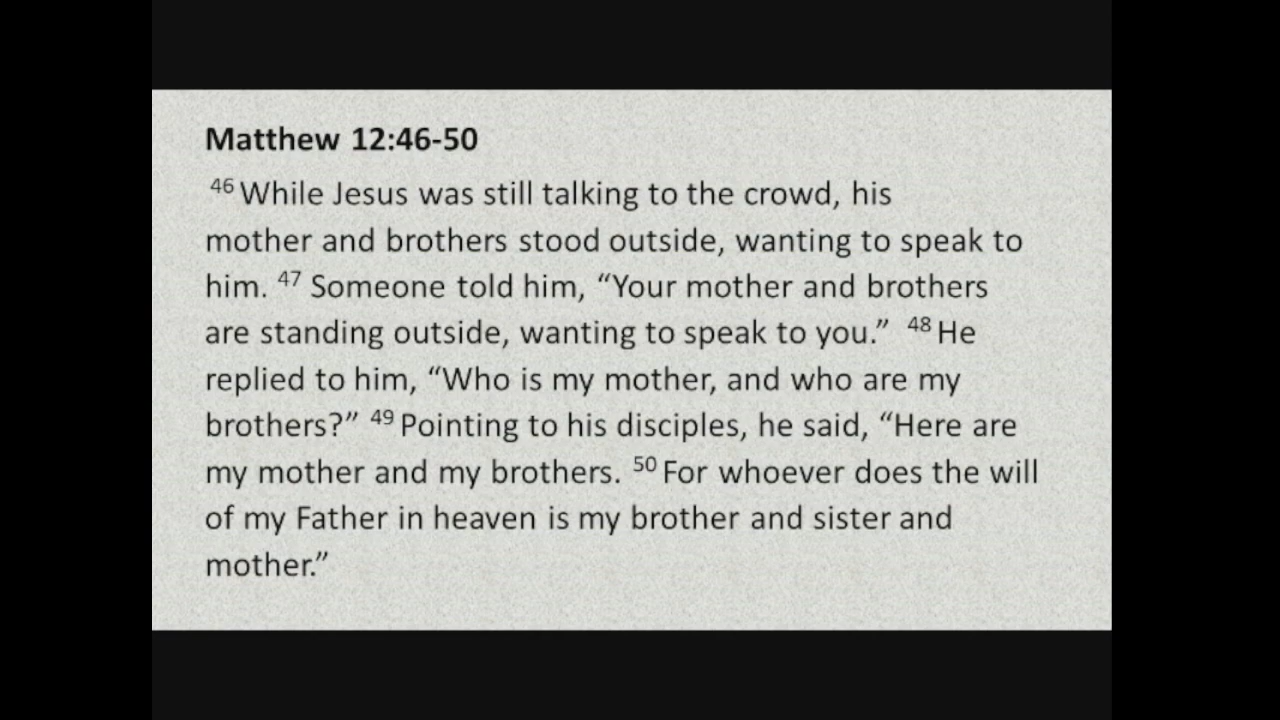 Matthew 12:46-50
46 While Jesus was still talking to the crowd, his
mother and brothers stood outside, wanting to speak to
him. 47 Someone told him, “Your mother and brothers
are standing outside, wanting to speak to you.” 48 He
replied to him, “Who is my mother, and who are my
brothers?” 49 Pointing to his disciples, he said, “Here are
my mother and my brothers. 50 For whoever does the will
of my Father in heaven is my brother and sister and
mother.”